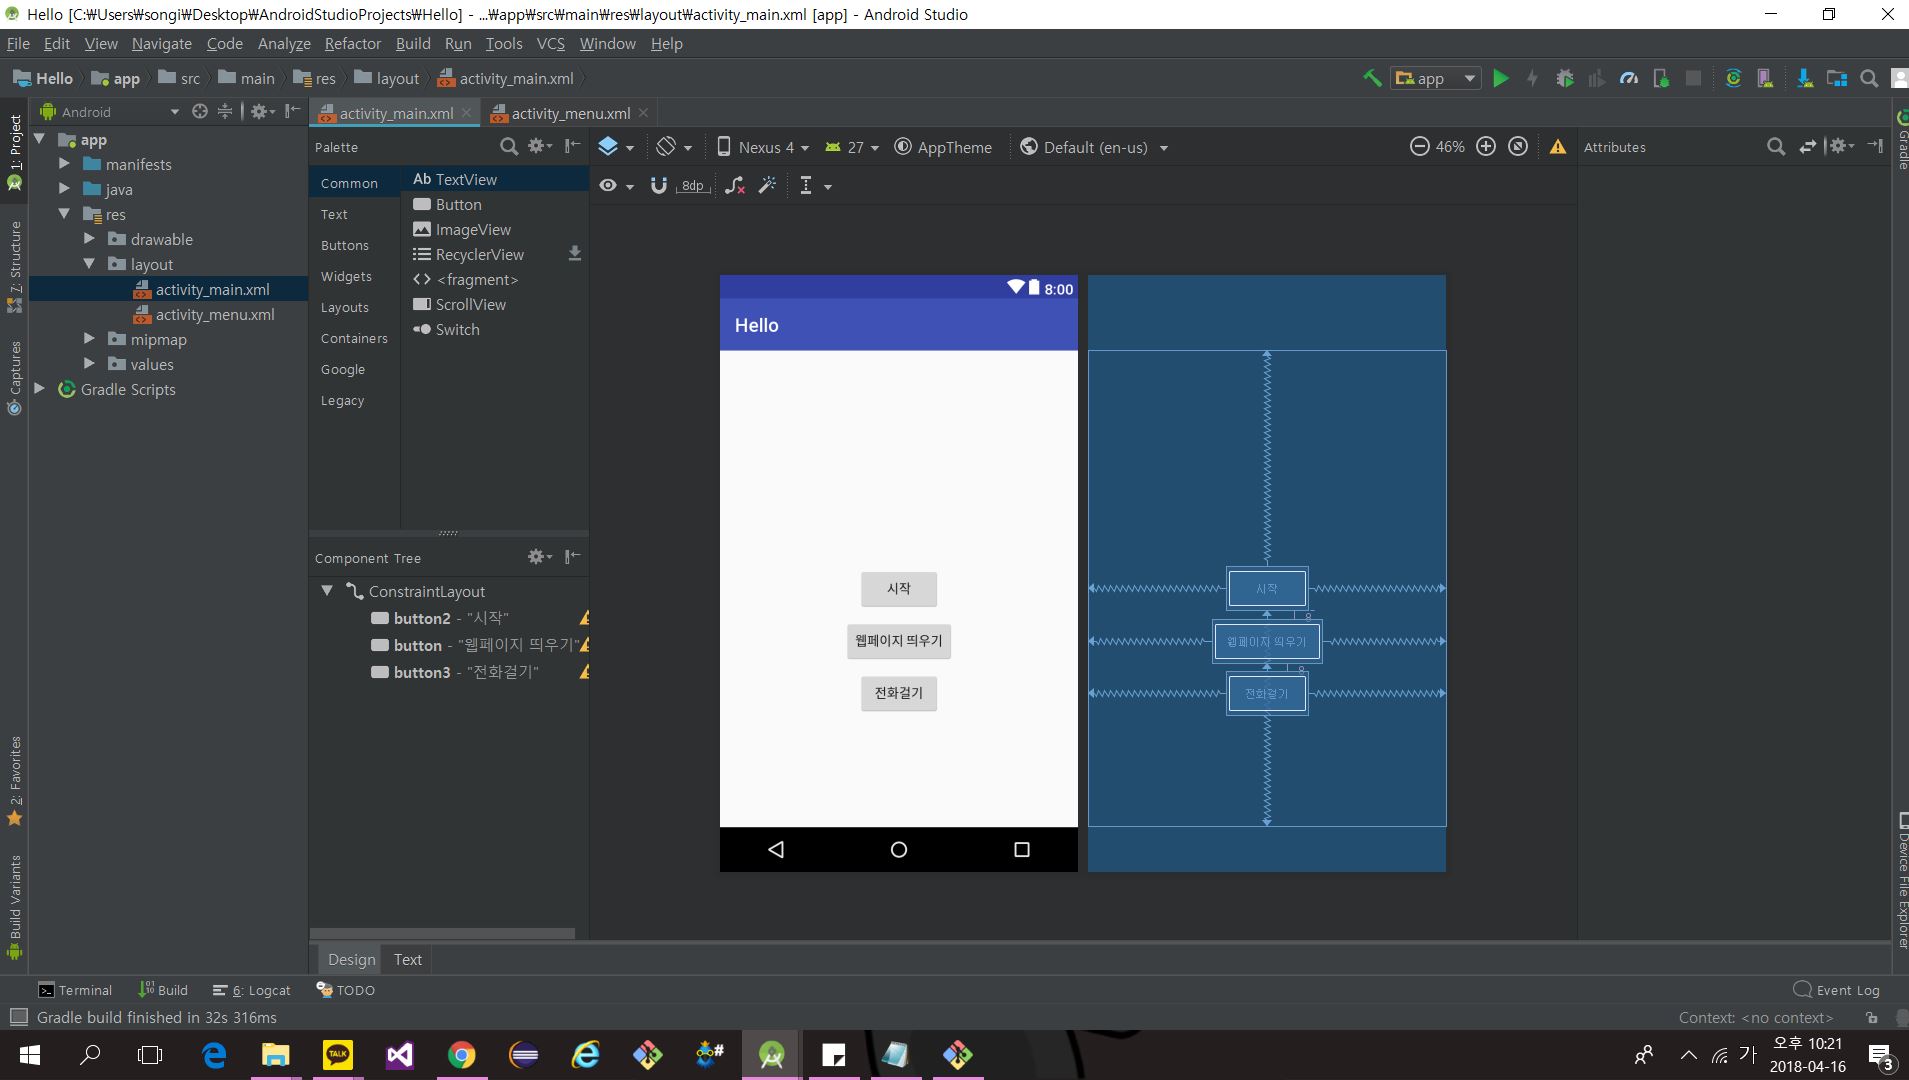 Hello [C:₩Users₩songi₩Desktop₩AndroidStudioProjects₩Hello] - ...₩app₩src₩main₩res₩layout₩activity_main.xml [app] - Android Studio
File Edit View Navigate Code Analyze Refactor Build Run Tools VCS Window Help
Hello app src main res layout activity_main.xml
app
Android
activity_main.xml
activity_menu.xml
1: Project
7: Structure
Captures
2: Favorites
Build Variants
app
manifests
java
res
drawable
layout
activity_main.xml
activity_menu.xml
mipmap
values
Gradle Scripts
Palette
Common
Text
Buttons
Widgets
Layouts
Containers
Google
Legacy
Ab TextView
Button
ImageView
RecyclerView
<fragment>
ScrollView
Switch
Nexus 4 27 AppTheme Default (en-us) 46%
8dp
Attributes
Gradle
Device File Explorer
Component Tree
ConstraintLayout
button2 - "시작"
button - "웹페이지 띄우기"
button3 - "전화걸기"
8:00
Hello
시작
웹페이지 띄우기
전화걸기
시작
8
웹페이지 띄우기
8
전화걸기
Design Text
Terminal Build 6: Logcat TODO
Event Log
Gradle build finished in 32s 316ms
Context: <no context>
TALK
#
가
오후 10:21
2018-04-16
3